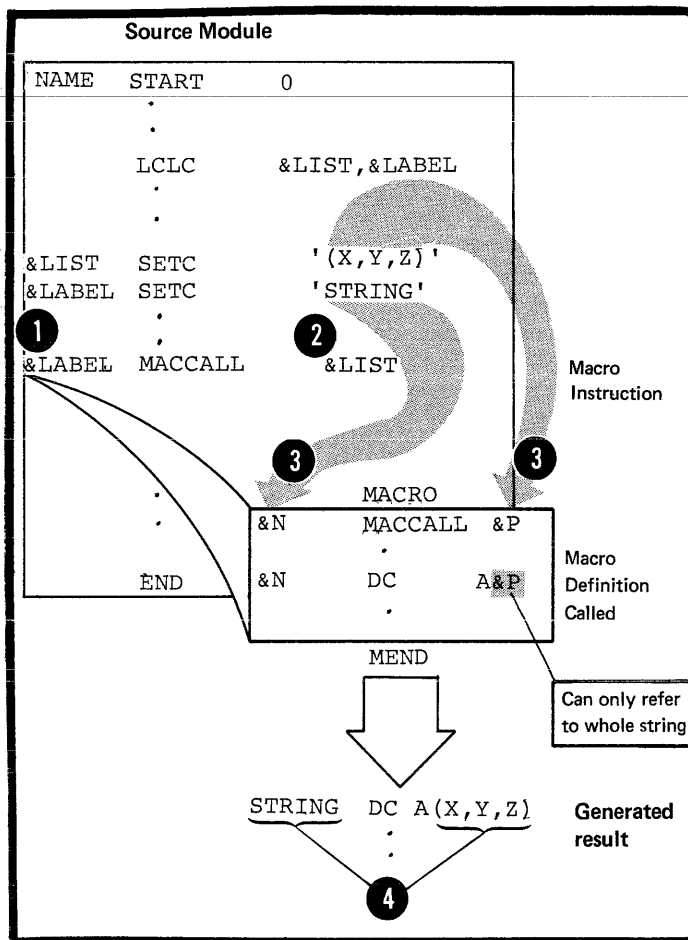 Source Module
NAME START 0
.
.
LCLC &LIST,&LABEL
.
.
&LIST SETC '(X,Y,Z)'
&LABEL SETC 'STRING'
1 . 2
.
&LABEL MACCALL &LIST
Macro
Instruction
3 3
.
.
END
MACRO
&N MACCALL &P
.
&N DC A&P
.
MEND
Macro
Definition
Called
Can only refer
to whole string
STRING DC A(X,Y,Z)
.
.
Generated
result
4